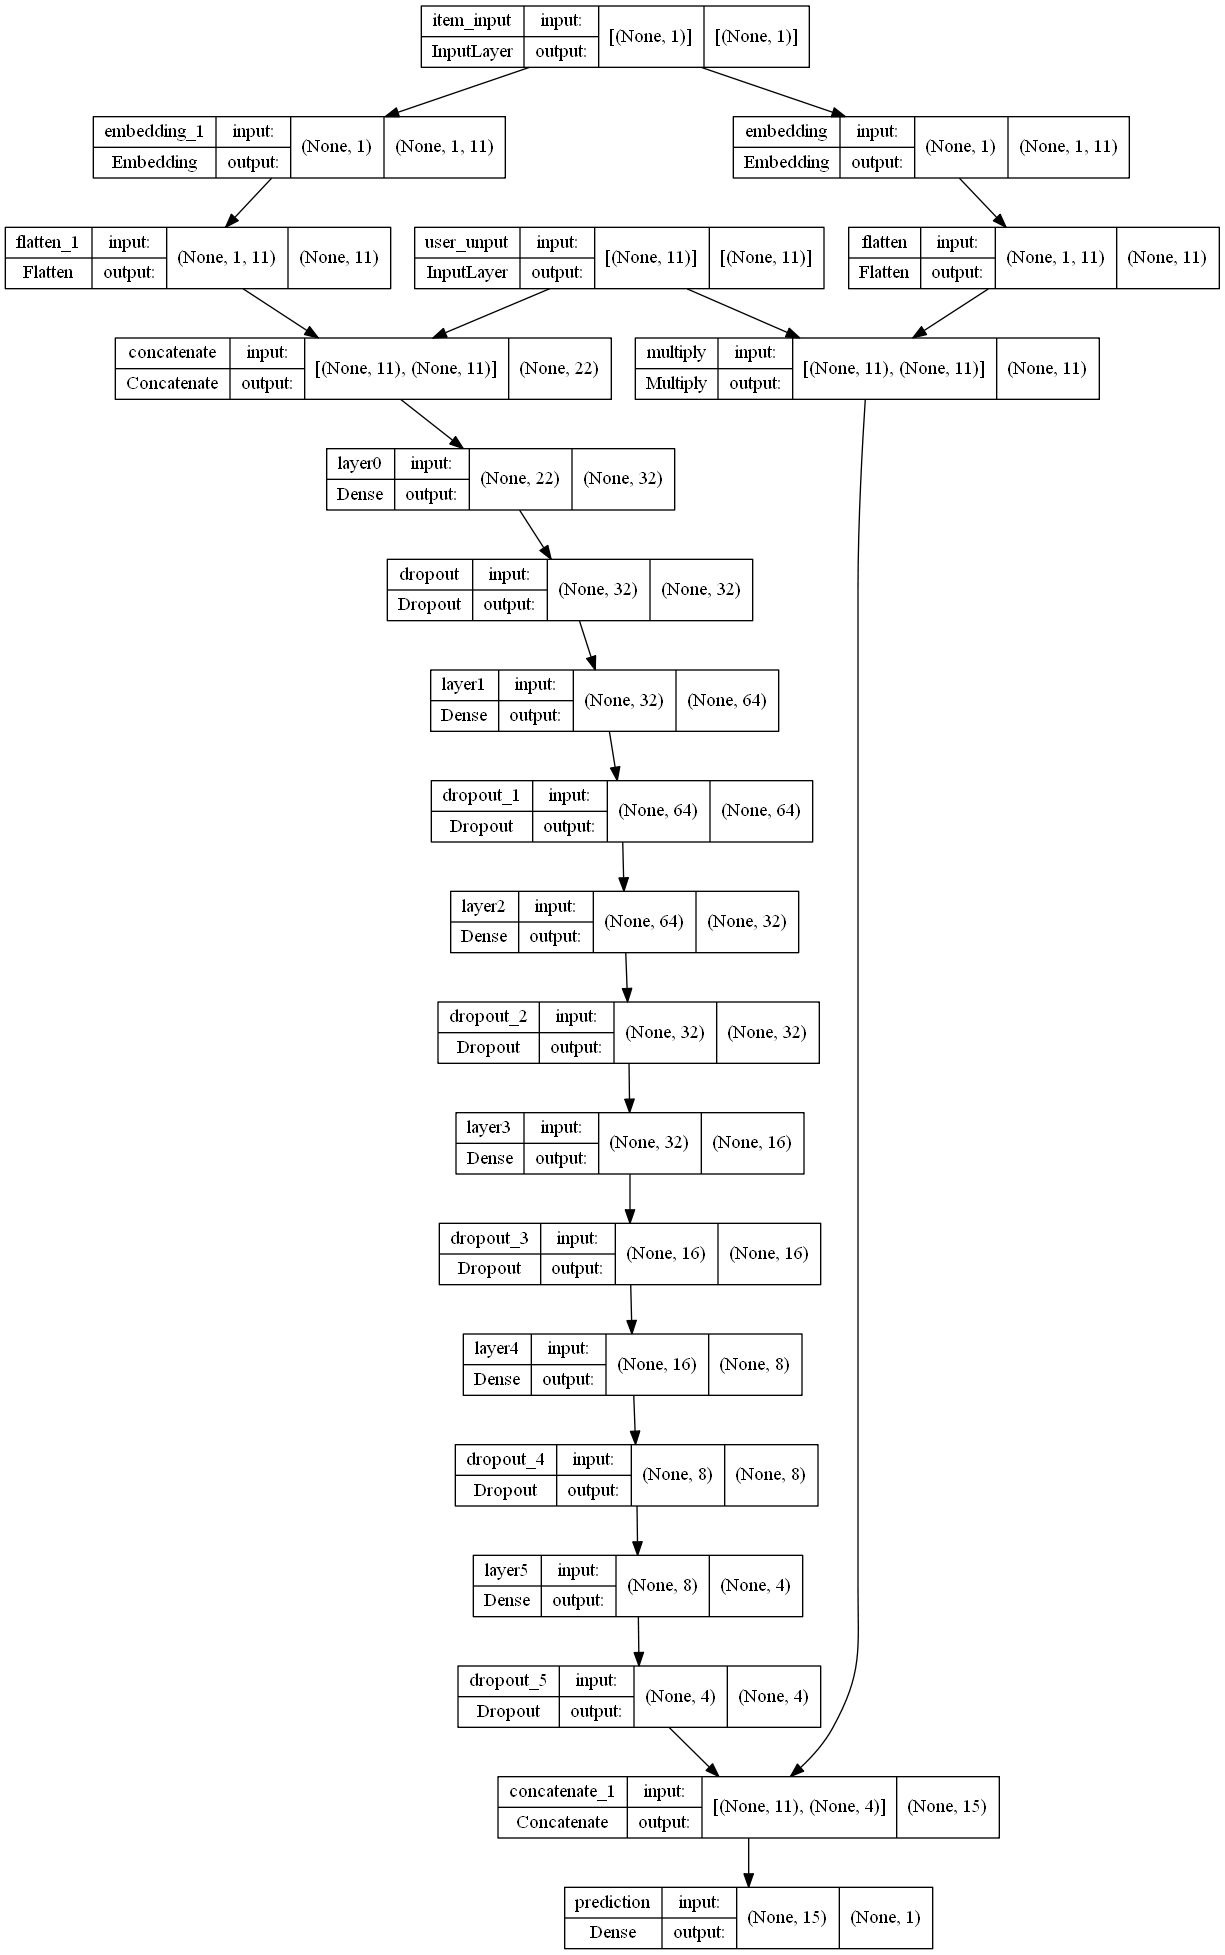 item_input input: [(None, 1)] [(None, 1)]
InputLayer output:
embedding_1 input: (None, 1) (None, 1, 11)
Embedding output:
embedding input: (None, 1) (None, 1, 11)
Embedding output:
flatten_1 input: (None, 1, 11) (None, 11)
Flatten output:
user_unput input: [(None, 11)] [(None, 11)]
InputLayer output:
flatten input: (None, 1, 11) (None, 11)
Flatten output:
concatenate input: [(None, 11), (None, 11)] (None, 22)
Concatenate output:
multiply input: [(None, 11), (None, 11)] (None, 11)
Multiply output:
layer0 input: (None, 22) (None, 32)
Dense output:
dropout input: (None, 32) (None, 32)
Dropout output:
layer1 input: (None, 32) (None, 64)
Dense output:
dropout_1 input: (None, 64) (None, 64)
Dropout output:
layer2 input: (None, 64) (None, 32)
Dense output:
dropout_2 input: (None, 32) (None, 32)
Dropout output:
layer3 input: (None, 32) (None, 16)
Dense output:
dropout_3 input: (None, 16) (None, 16)
Dropout output:
layer4 input: (None, 16) (None, 8)
Dense output:
dropout_4 input: (None, 8) (None, 8)
Dropout output:
layer5 input: (None, 8) (None, 4)
Dense output:
dropout_5 input: (None, 4) (None, 4)
Dropout output:
concatenate_1 input: [(None, 11), (None, 4)] (None, 15)
Concatenate output:
prediction input: (None, 15) (None, 1)
Dense output: